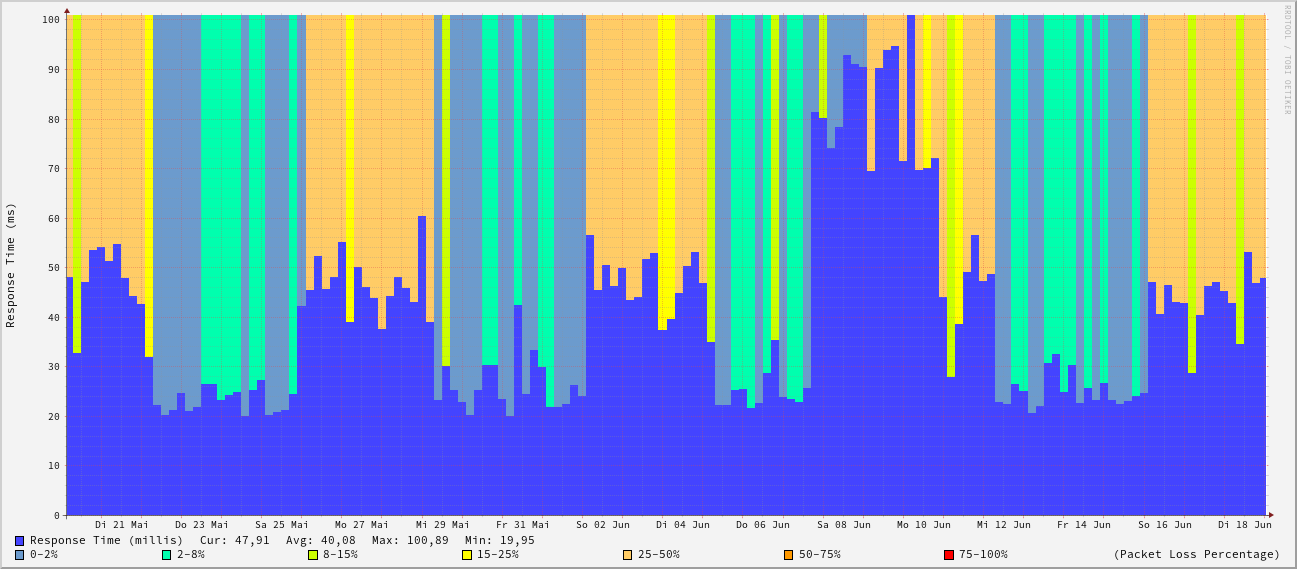 RRDTOOL / TOBI OETIKER
Response Time (ms)
100
90
80
70
60
50
40
30
20
10
0
Di 21 Mai Do 23 Mai Sa 25 Mai Mo 27 Mai Mi 29 Mai Fr 31 Mai So 02 Jun Di 04 Jun Do 06 Jun Sa 08 Jun Mo 10 Jun Mi 12 Jun Fr 14 Jun So 16 Jun Di 18 Jun
Response Time (millis) Cur: 47,91 Avg: 40,08 Max: 100,89 Min: 19,95
0-2% 2-8% 8-15% 15-25% 25-50% 50-75% 75-100% (Packet Loss Percentage)